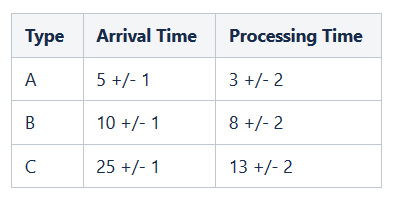 Type Arrival Time Processing Time
A 5 +/- 1 3 +/- 2
B 10 +/- 1 8 +/- 2
C 25 +/- 1 13 +/- 2